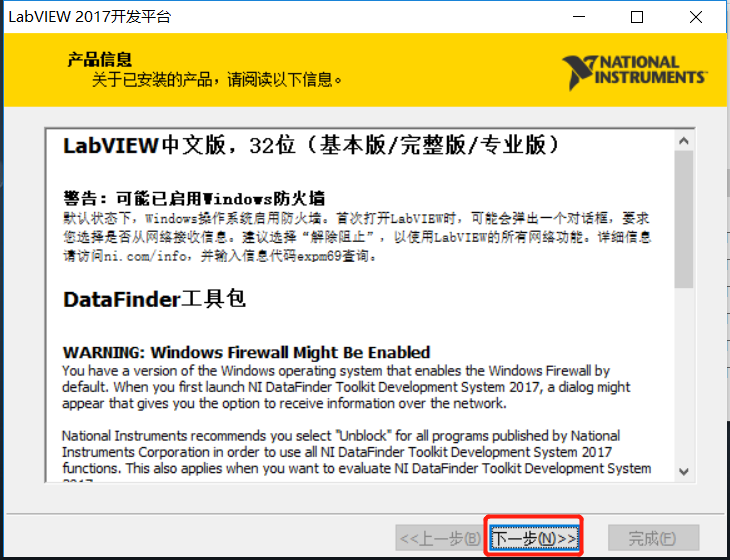 LabVIEW 2017开发平台
产品信息
关于已安装的产品，请阅读以下信息。
NATIONAL
INSTRUMENTS
LabVIEW中文版，32位（基本版/完整版/专业版）
警告：可能已启用Windows防火墙
默认状态下，Windows操作系统启用防火墙。首次打开LabVIEW时，可能会弹出一个对话框，要求
您选择是否从网络接收信息。建议选择“解除阻止”，以使用LabVIEW的所有网络功能。详细信息
请访问ni.com/info，并输入信息代码expm69查询。
DataFinder工具包
WARNING: Windows Firewall Might Be Enabled
You have a version of the Windows operating system that enables the Windows Firewall by
default. When you first launch NI DataFinder Toolkit Development System 2017, a dialog might
appear that gives you the option to receive information over the network.
National Instruments recommends you select "Unblock" for all programs published by National
Instruments Corporation in order to use all NI DataFinder Toolkit Development System 2017
functions. This also applies when you want to evaluate NI DataFinder Toolkit Development System
2017
<<上一步(B) 下一步(N)>> 完成(F)